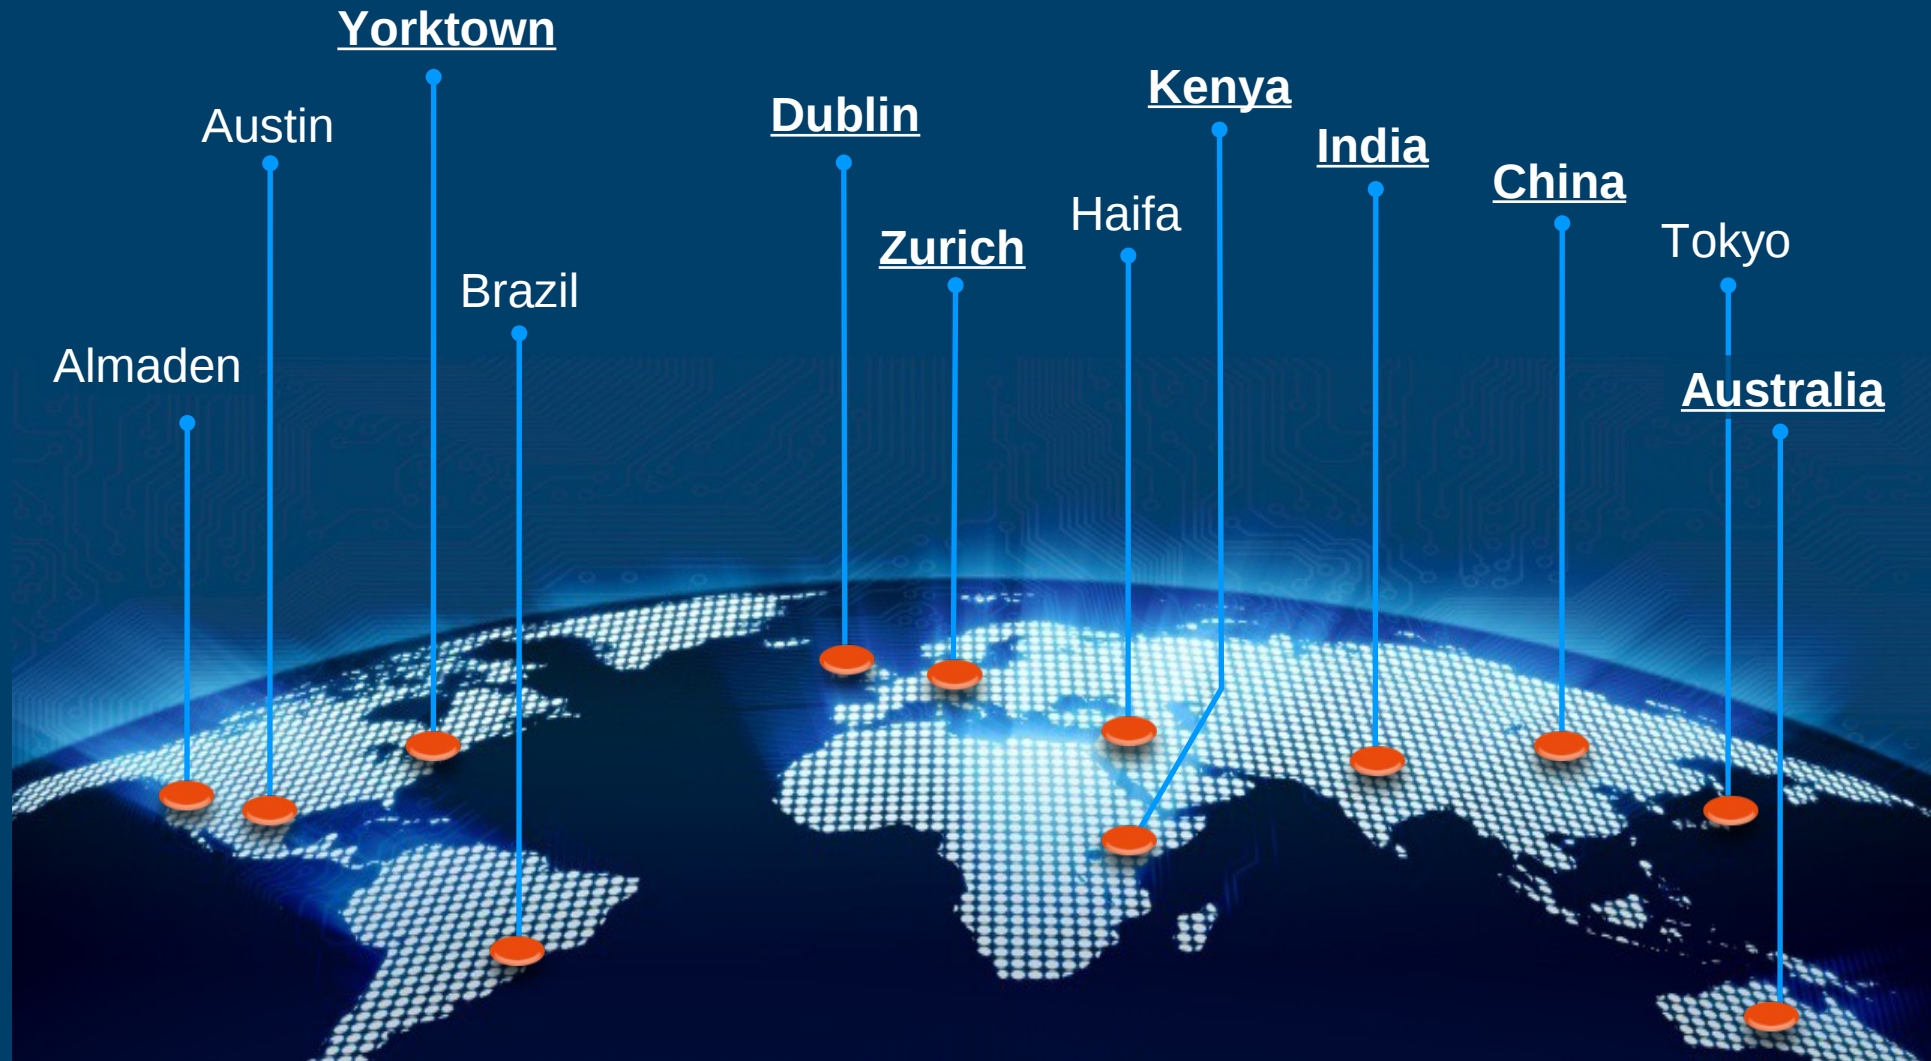 Yorktown
Austin
Dublin
Kenya
India
China
Haifa
Zurich
Tokyo
Brazil
Almaden
Australia